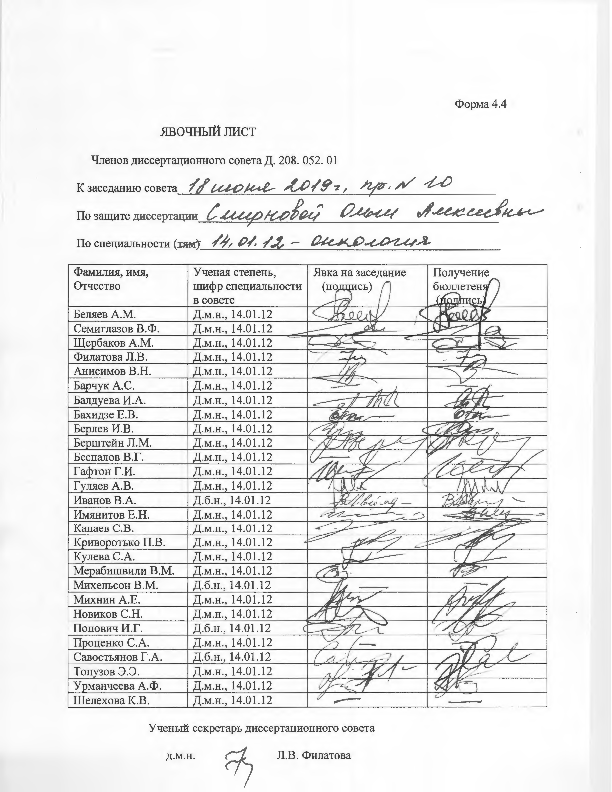 Форма 4.4
ЯВОЧНЫЙ ЛИСТ
Членов диссертационного совета Д. 208. 052. 01
К заседанию совета 18 июня 2019 г, пр. N 10
По защите диссертации Смирновой Ольги Алексеевны
По специальности (тям) 14.01.12 – онкология
Фамилия, имя, Отчество | Ученая степень, шифр специальности в совете | Явка на заседание (подпись) | Получение бюллетеня (подпись)
Беляев А.М. Д.м.н., 14.01.12
Семиглазов В.Ф. Д.м.н., 14.01.12
Щербаков А.М. Д.м.н., 14.01.12
Филатова Л.В. Д.м.н., 14.01.12
Анисимов В.Н. Д.м.н., 14.01.12
Барчук А.С. Д.м.н., 14.01.12
Балдуева И.А. Д.м.н., 14.01.12
Бахидзе Е.В. Д.м.н., 14.01.12
Берлев И.В. Д.м.н., 14.01.12
Берштейн Л.М. Д.м.н., 14.01.12
Беспалов В.Г. Д.м.н., 14.01.12
Гафтон Г.И. Д.м.н., 14.01.12
Гуляев А.В. Д.м.н., 14.01.12
Иванов В.А. Д.б.н., 14.01.12
Имянитов Е.Н. Д.м.н., 14.01.12
Канаев С.В. Д.м.н., 14.01.12
Криворотько П.В. Д.м.н., 14.01.12
Кулева С.А. Д.м.н., 14.01.12
Мерабишвили В.М. Д.м.н., 14.01.12
Михельсон В.М. Д.б.н., 14.01.12
Михнин А.Е. Д.м.н., 14.01.12
Новиков С.Н. Д.м.н., 14.01.12
Попович И.Г. Д.б.н., 14.01.12
Проценко С.А. Д.м.н., 14.01.12
Савостьянов Г.А. Д.б.н., 14.01.12
Топузов Э.Э. Д.м.н., 14.01.12
Урманчеева А.Ф. Д.м.н., 14.01.12
Шелехова К.В. Д.м.н., 14.01.12
Ученый секретарь диссертационного совета
д.м.н. Л.В. Филатова